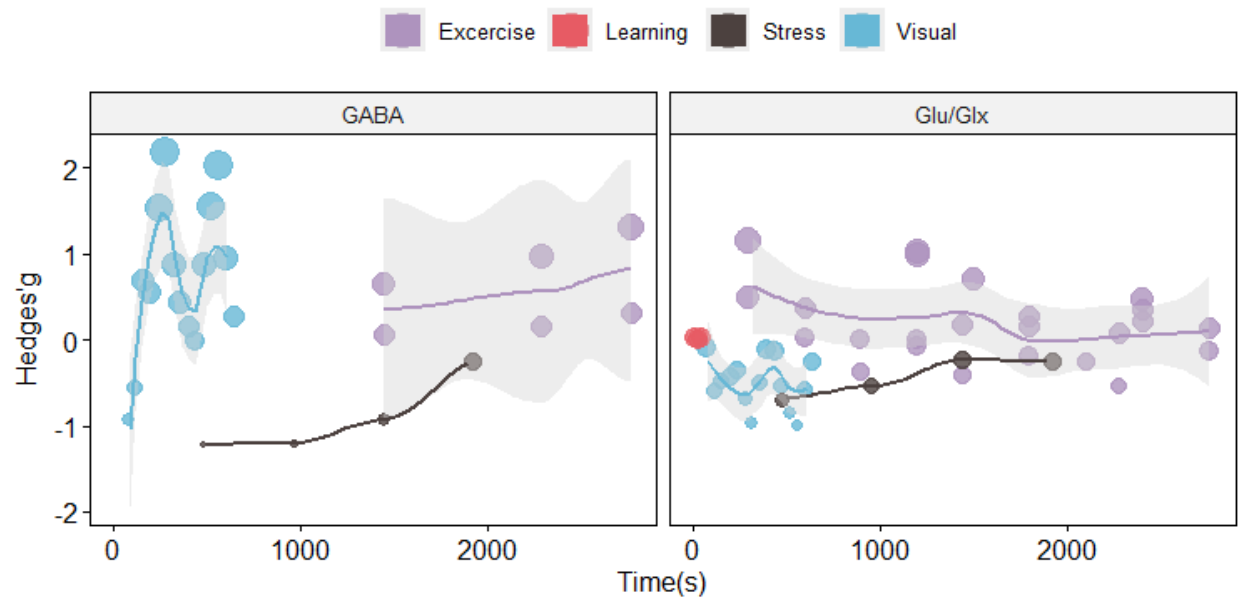 Excercise Learning Stress Visual
GABA
Glu/Glx
Hedges'g
2
1
0
-1
-2
0 1000 2000
0 1000 2000
Time(s)